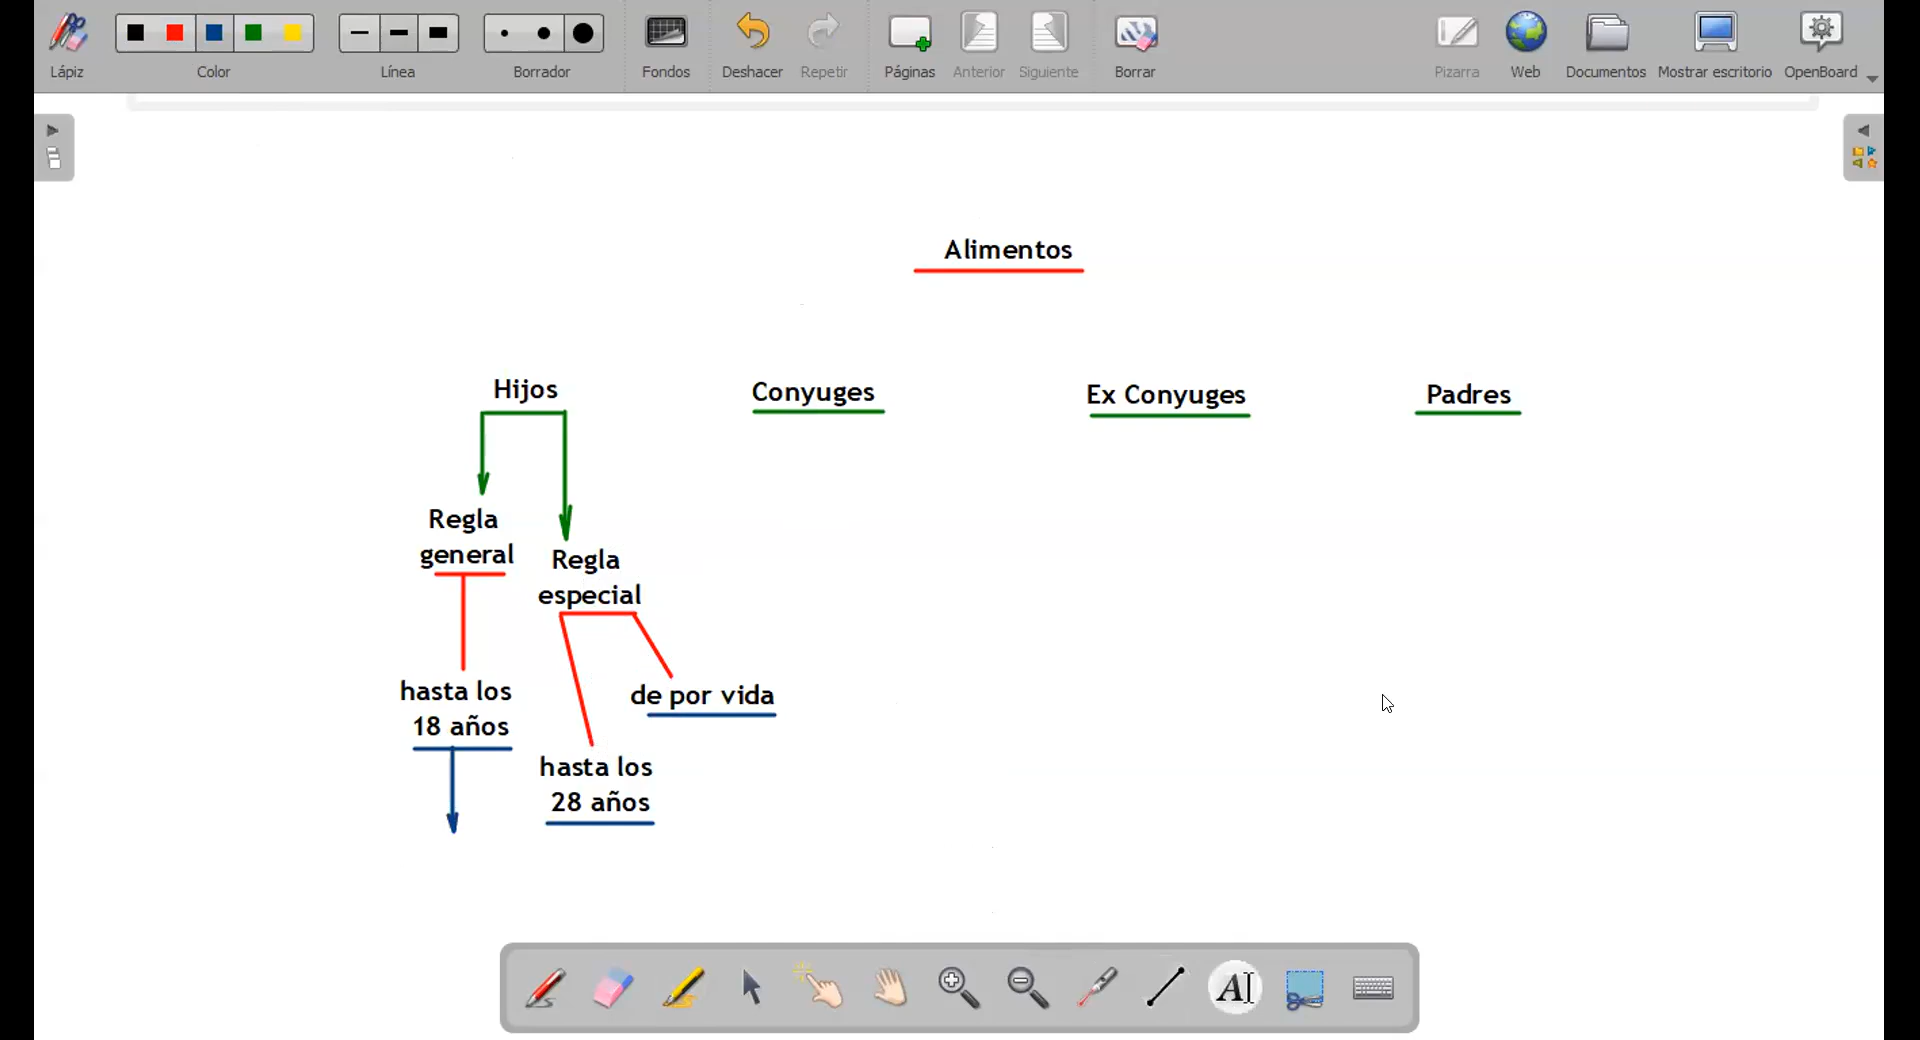 Lápiz
Color
Línea
Borrador
Fondos
Deshacer
Repetir
Páginas
Anterior
Siguiente
Borrar
Pizarra
Web
Documentos
Mostrar escritorio
OpenBoard
Alimentos
Hijos
Conyuges
Ex Conyuges
Padres
Regla
general
Regla
especial
hasta los
18 años
de por vida
hasta los
28 años
AI